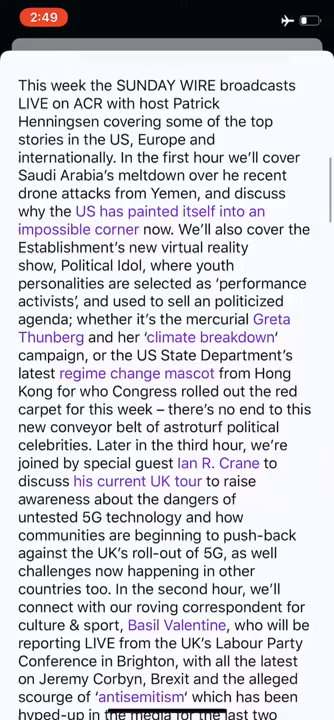 2:49
This week the SUNDAY WIRE broadcasts
LIVE on ACR with host Patrick
Henningsen covering some of the top
stories in the US, Europe and
internationally. In the first hour we’ll cover
Saudi Arabia’s meltdown over he recent
drone attacks from Yemen, and discuss
why the US has painted itself into an
impossible corner now. We’ll also cover the
Establishment’s new virtual reality
show, Political Idol, where youth
personalities are selected as ‘performance
activists’, and used to sell an politicized
agenda; whether it’s the mercurial Greta
Thunberg and her ‘climate breakdown‘
campaign, or the US State Department’s
latest regime change mascot from Hong
Kong for who Congress rolled out the red
carpet for this week – there’s no end to this
new conveyor belt of astroturf political
celebrities. Later in the third hour, we’re
joined by special guest Ian R. Crane to
discuss his current UK tour to raise
awareness about the dangers of
untested 5G technology and how
communities are beginning to push-back
against the UK’s roll-out of 5G, as well
challenges now happening in other
countries too. In the second hour, we’ll
connect with our roving correspondent for
culture & sport, Basil Valentine, who will be
reporting LIVE from the UK’s Labour Party
Conference in Brighton, with all the latest
on Jeremy Corbyn, Brexit and the alleged
scourge of ‘antisemitism‘ which has been
hyped-up in the media for the last two